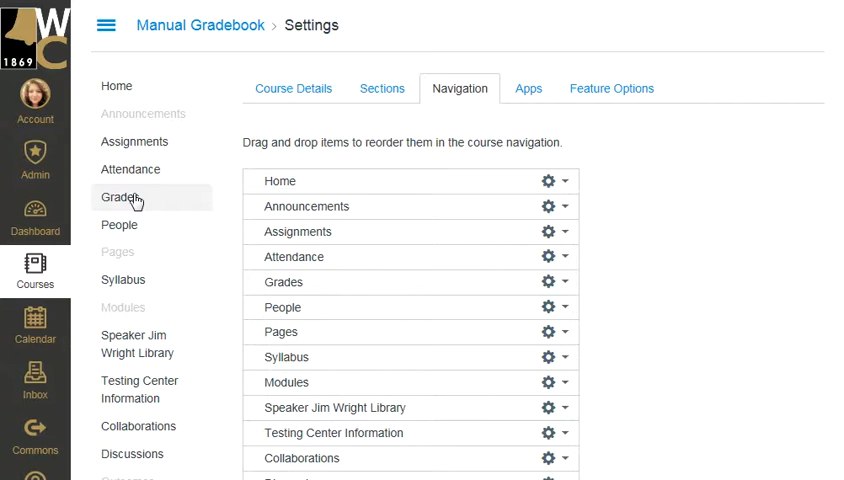 W
C
1869
Account
Admin
Dashboard
Courses
Calendar
Inbox
Commons
Manual Gradebook > Settings
Home
Announcements
Assignments
Attendance
Grades
People
Pages
Syllabus
Modules
Speaker Jim
Wright Library
Testing Center
Information
Collaborations
Discussions
Outcomes
Course Details
Sections
Navigation
Apps
Feature Options
Drag and drop items to reorder them in the course navigation.
Home
Announcements
Assignments
Attendance
Grades
People
Pages
Syllabus
Modules
Speaker Jim Wright Library
Testing Center Information
Collaborations